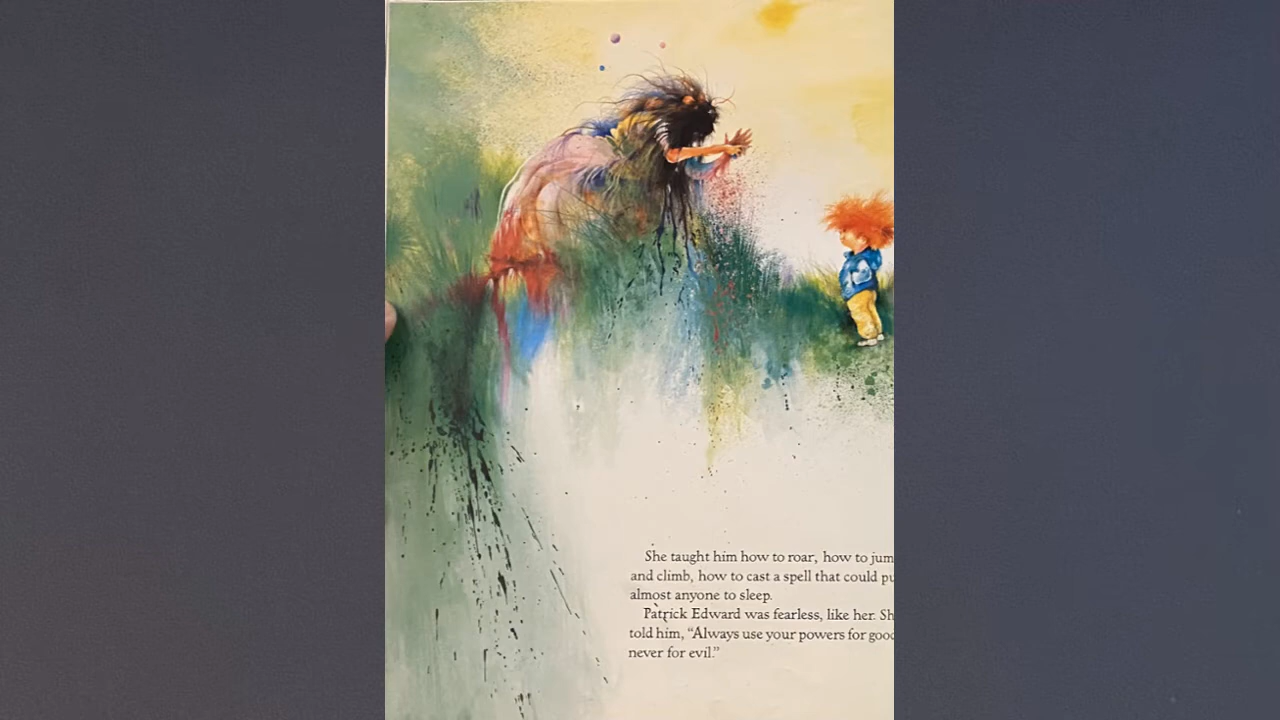 She taught him how to roar, how to jum
and climb, how to cast a spell that could pu
almost anyone to sleep.
Patrick Edward was fearless, like her. Sh
told him, “Always use your powers for good
never for evil.”